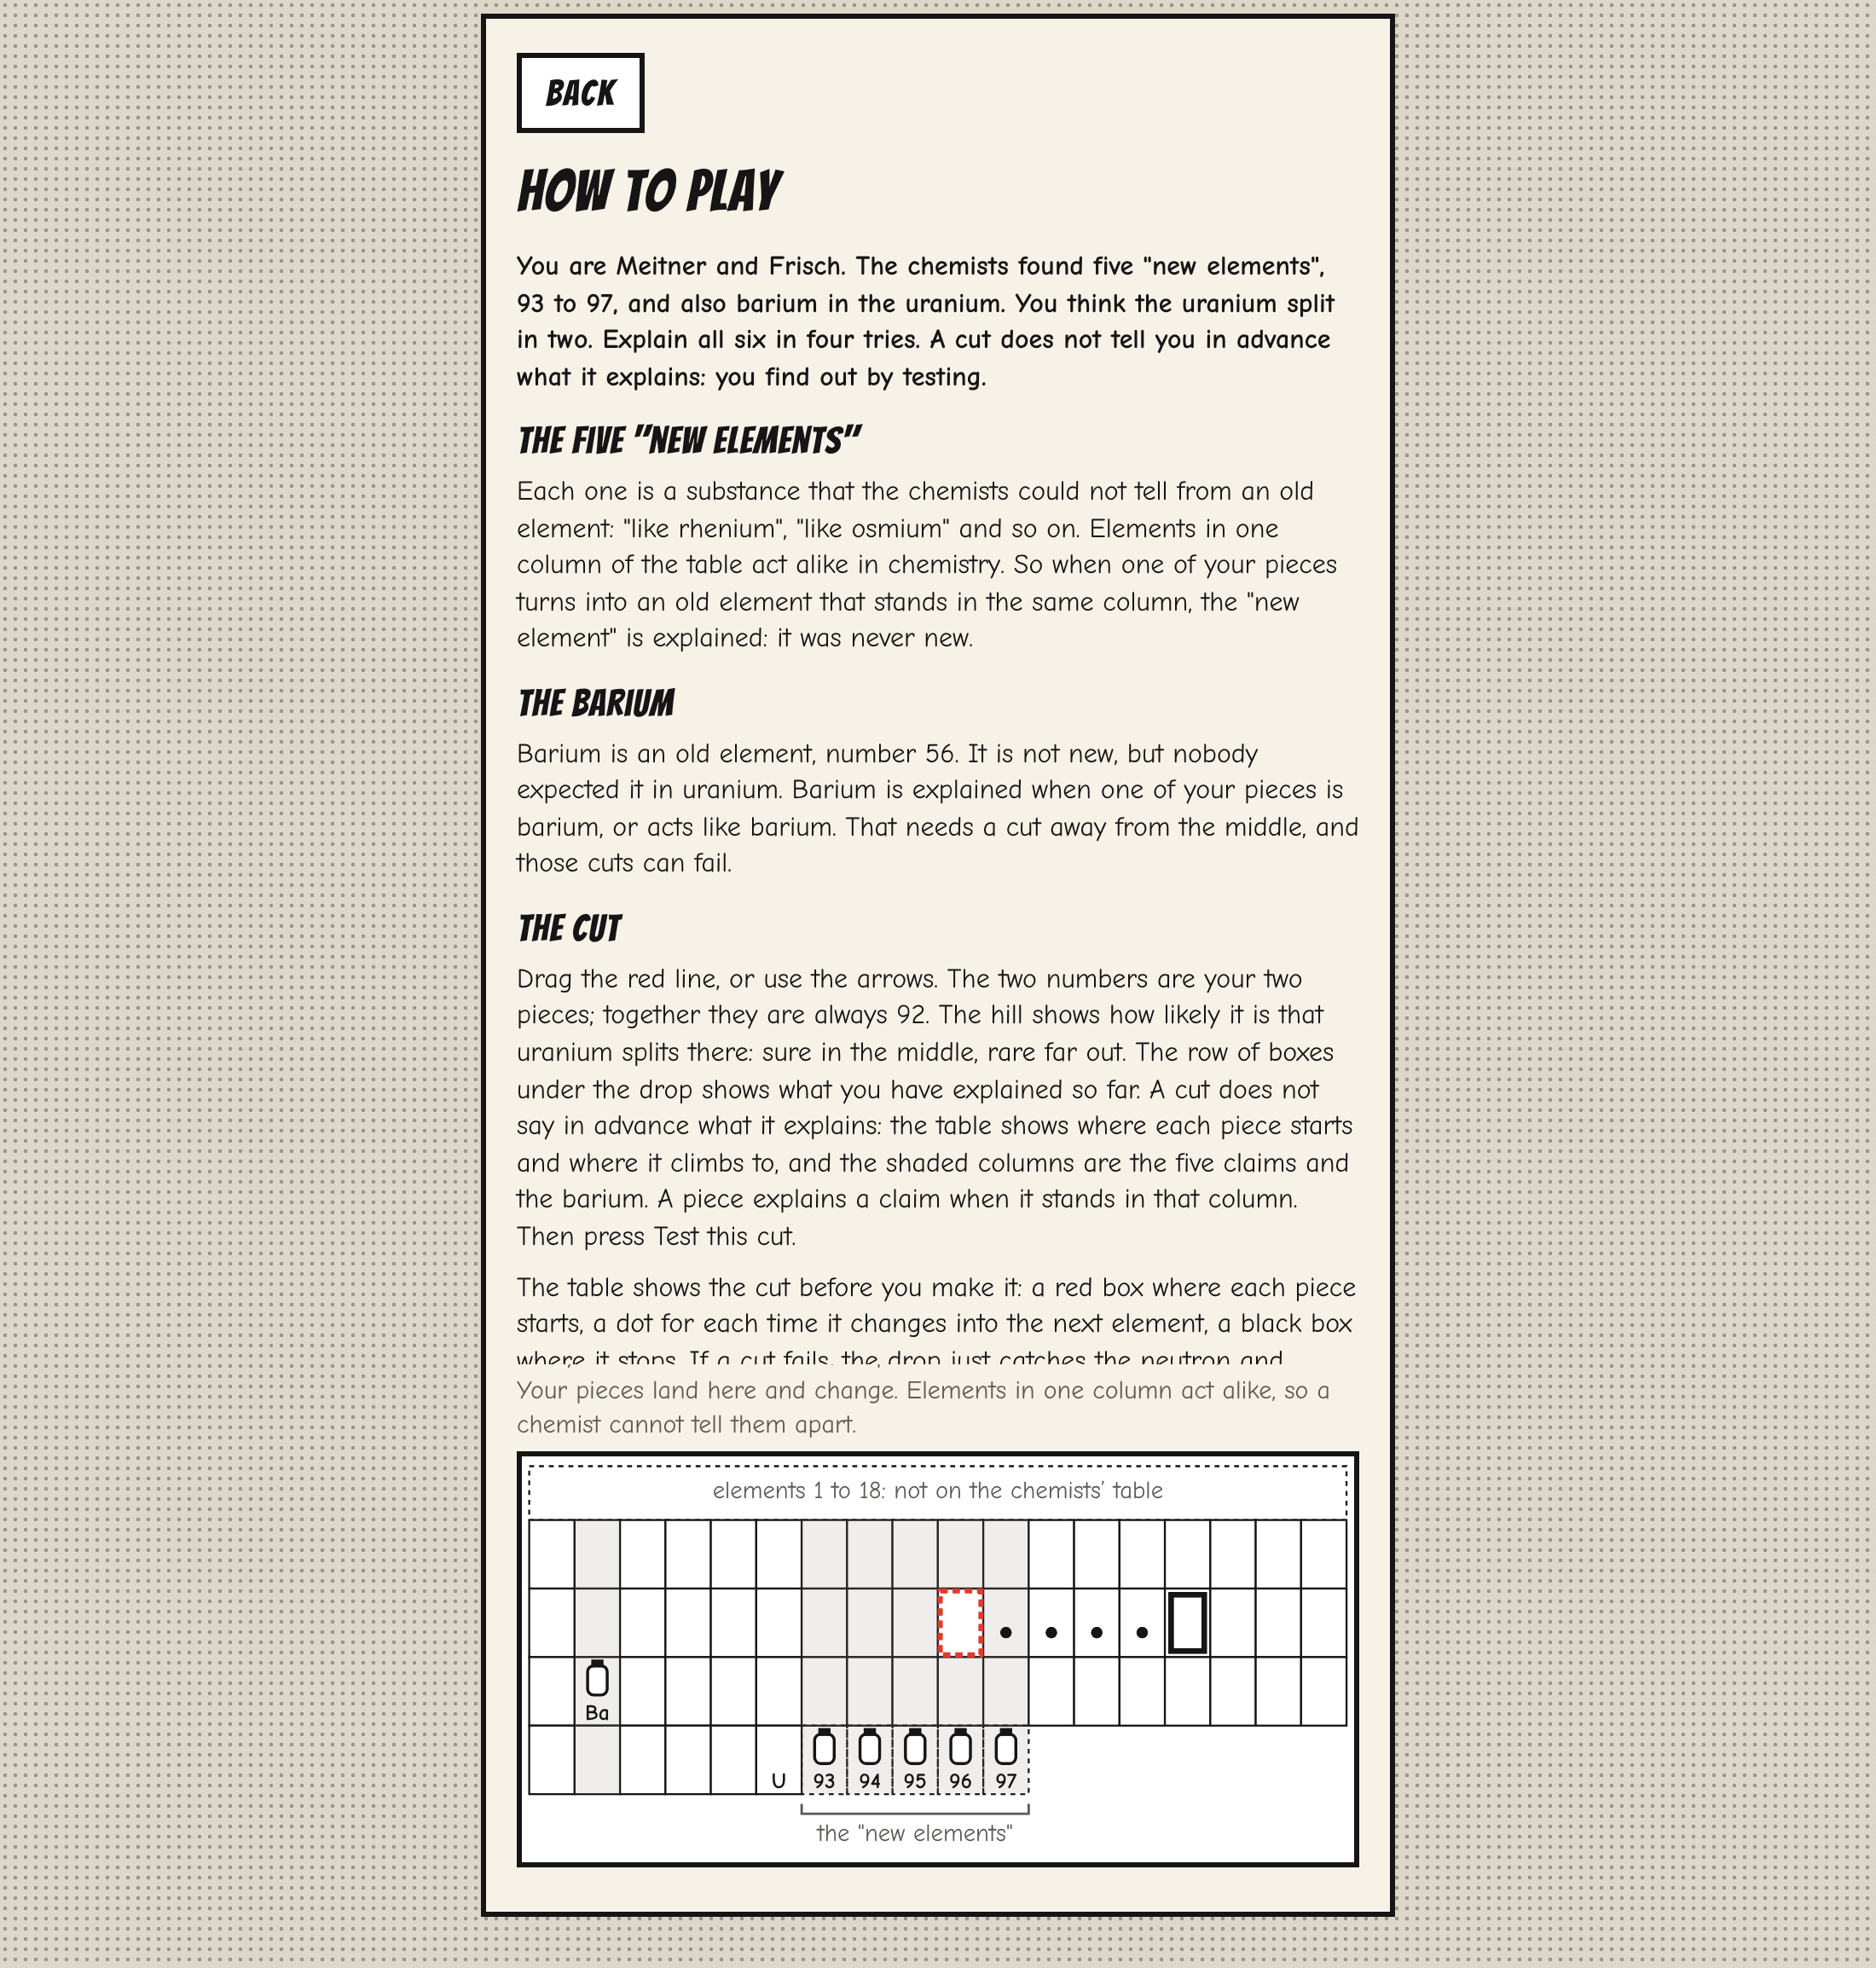 BACK
HOW TO PLAY
You are Meitner and Frisch. The chemists found five "new elements",
93 to 97, and also barium in the uranium. You think the uranium split
in two. Explain all six in four tries. A cut does not tell you in advance
what it explains: you find out by testing.
THE FIVE "NEW ELEMENTS"
Each one is a substance that the chemists could not tell from an old
element: "like rhenium", "like osmium" and so on. Elements in one
column of the table act alike in chemistry. So when one of your pieces
turns into an old element that stands in the same column, the "new
element" is explained: it was never new.
THE BARIUM
Barium is an old element, number 56. It is not new, but nobody
expected it in uranium. Barium is explained when one of your pieces is
barium, or acts like barium. That needs a cut away from the middle, and
those cuts can fail.
THE CUT
Drag the red line, or use the arrows. The two numbers are your two
pieces; together they are always 92. The hill shows how likely it is that
uranium splits there: sure in the middle, rare far out. The row of boxes
under the drop shows what you have explained so far. A cut does not
say in advance what it explains: the table shows where each piece starts
and where it climbs to, and the shaded columns are the five claims and
the barium. A piece explains a claim when it stands in that column.
Then press Test this cut.
The table shows the cut before you make it: a red box where each piece
starts, a dot for each time it changes into the next element, a black box
where it stops. If a cut fails, the drop just catches the neutron and
Your pieces land here and change. Elements in one column act alike, so a
chemist cannot tell them apart.
elements 1 to 18: not on the chemists' table
Ba
U 93 94 95 96 97
the "new elements"